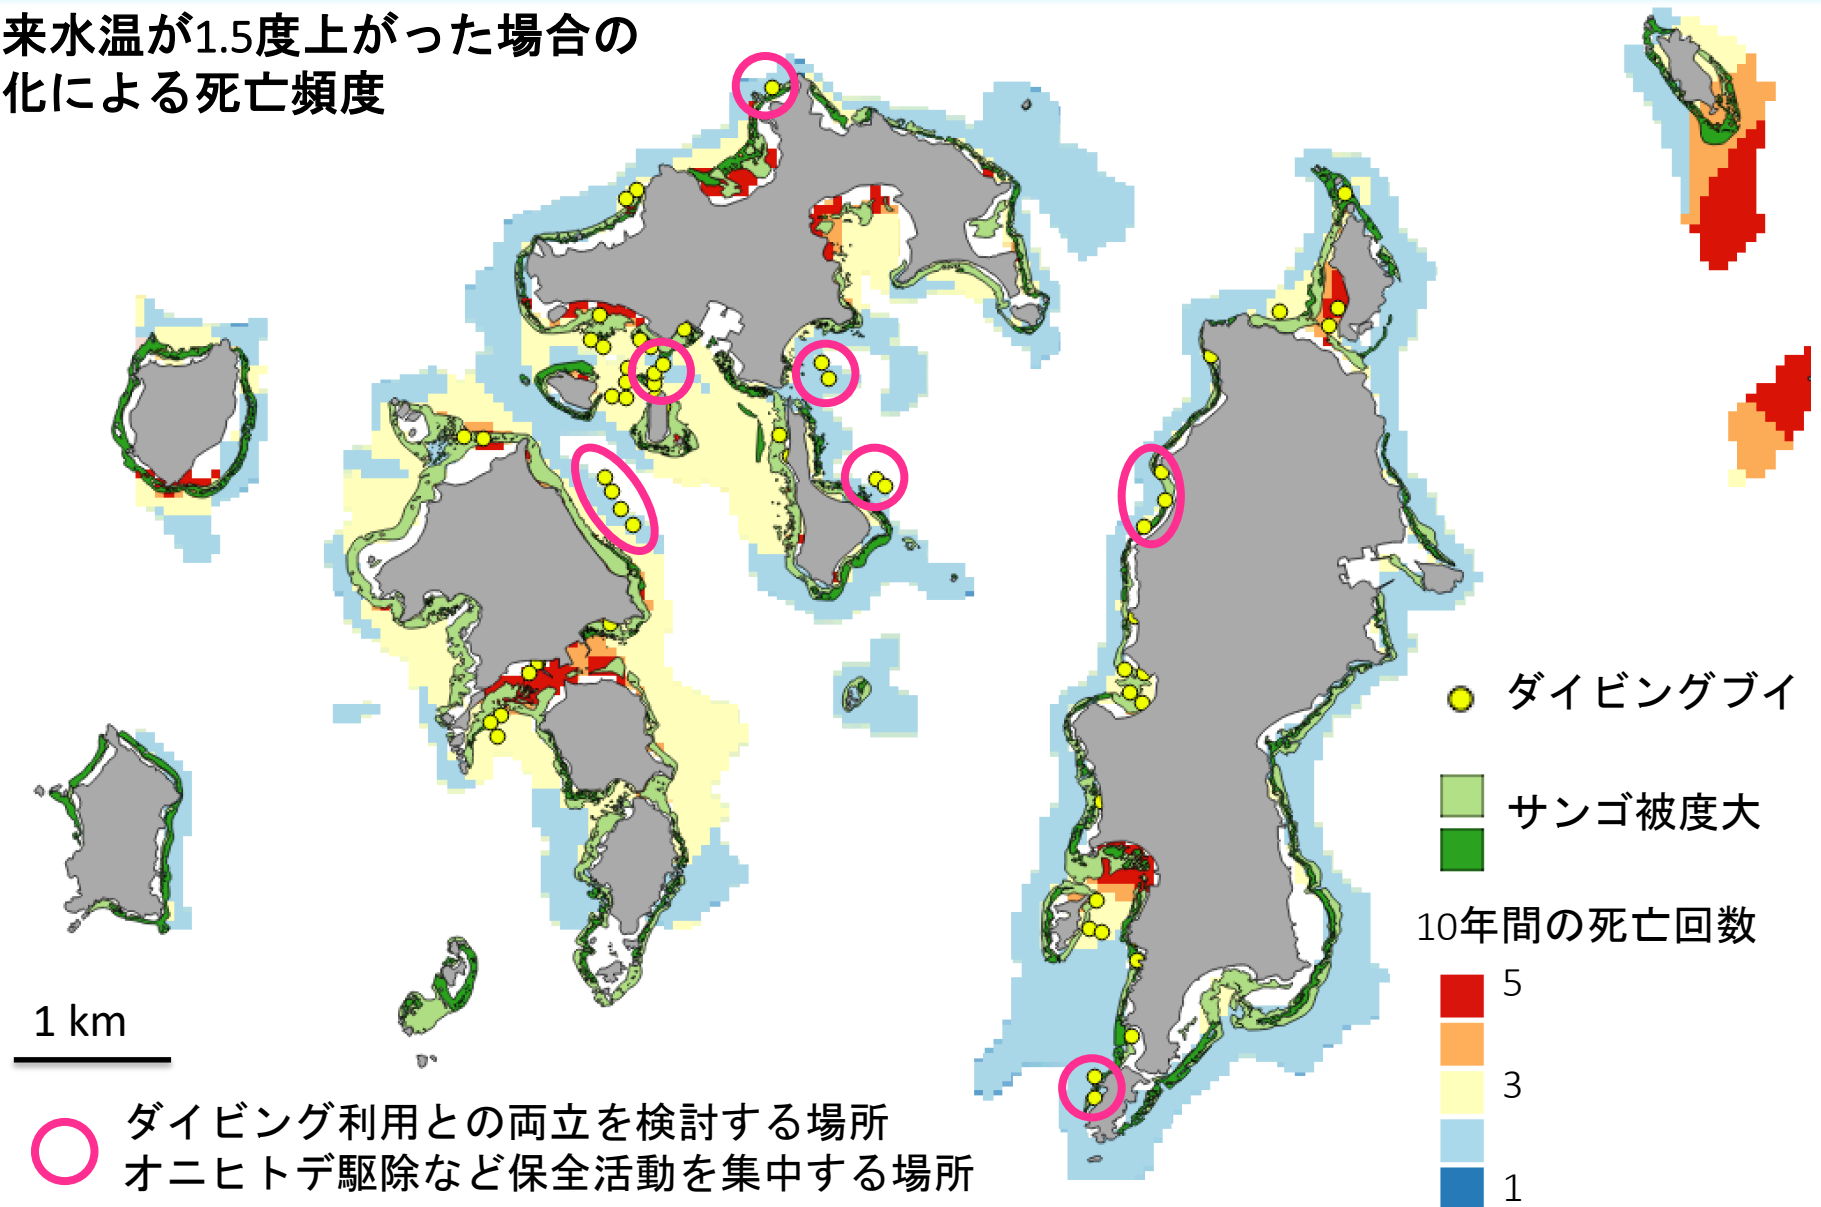 来水温が1.5度上がった場合の
化による死亡頻度
ダイビングブイ
サンゴ被度大
10年間の死亡回数
5
3
1
1 km
ダイビング利用との両立を検討する場所
オニヒトデ駆除など保全活動を集中する場所